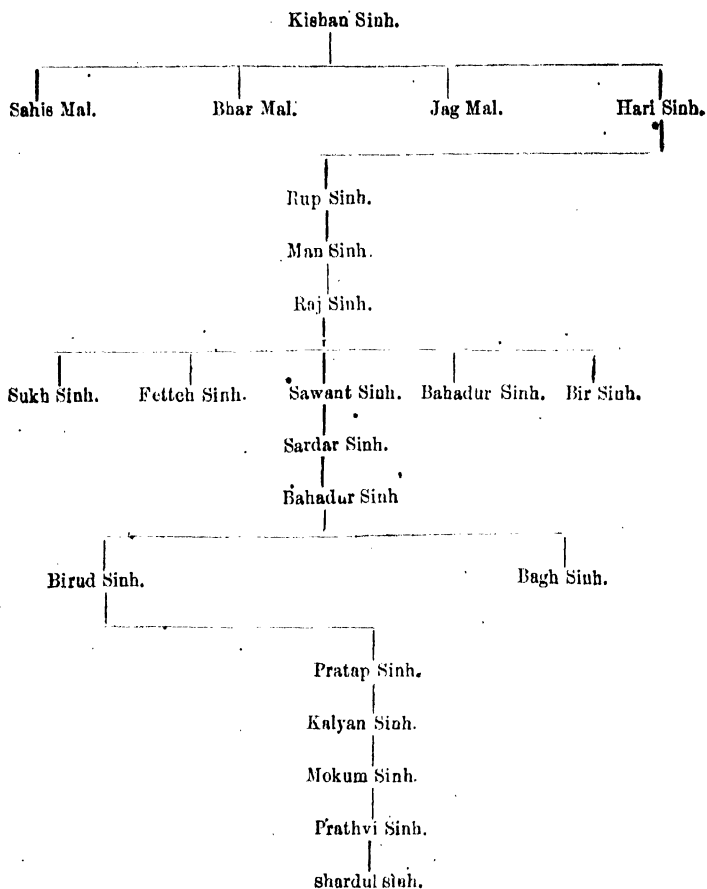 Kishan Sinh.
Sahis Mal. Bhar Mal. Jag Mal. Hari Sinh.
Rup Sinh.
Man Sinh.
Raj Sinh.
Sukh Sinh. Fetteh Sinh. Sawant Sinh. Bahadur Sinh. Bir Sinh.
Sardar Sinh.
Bahadur Sinh
Birud Sinh. Bagh Sinh.
Pratap Sinh.
Kalyan Sinh.
Mokum Sinh.
Prathvi Sinh.
shardul sinh.